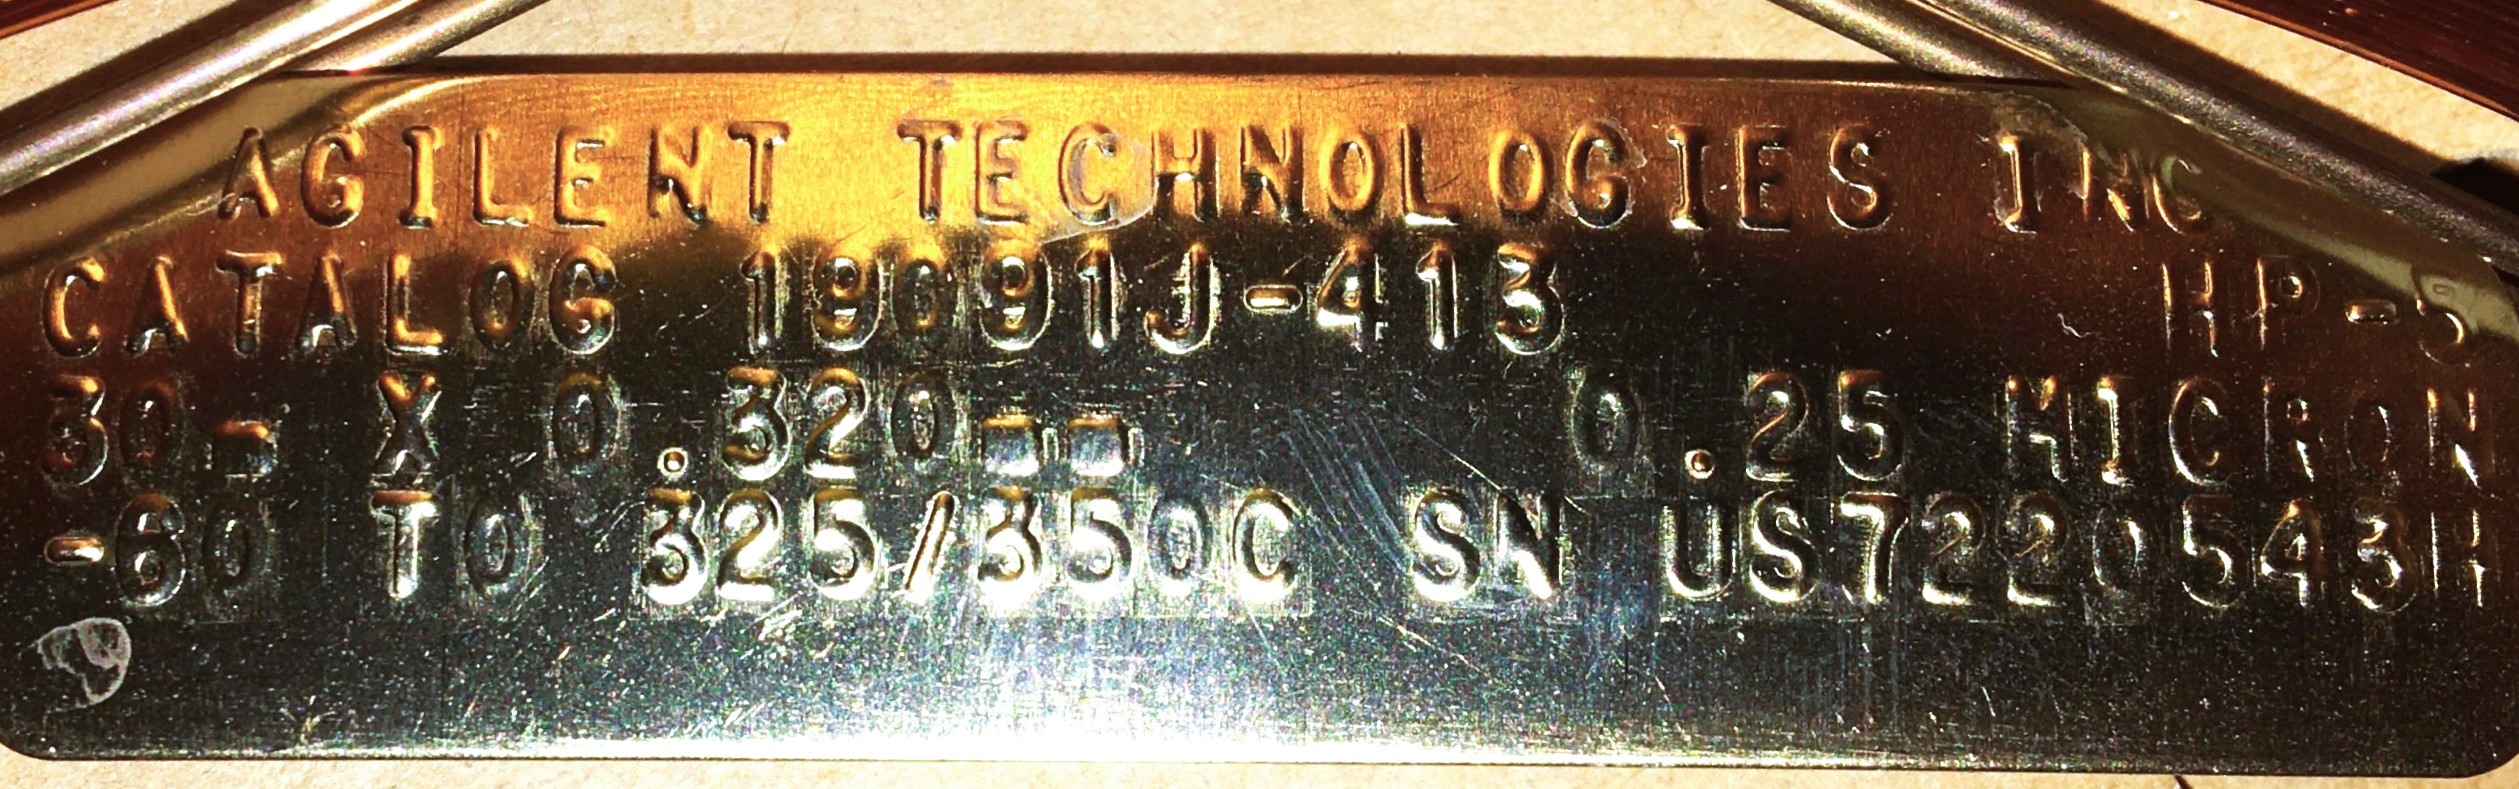 AGILENT TECHNOLOGIES INC
CATALOG 19091J-413 HP-5
30m X 0.320mm 0.25 MICRON
-60 TO 325/350C SN US7220543H